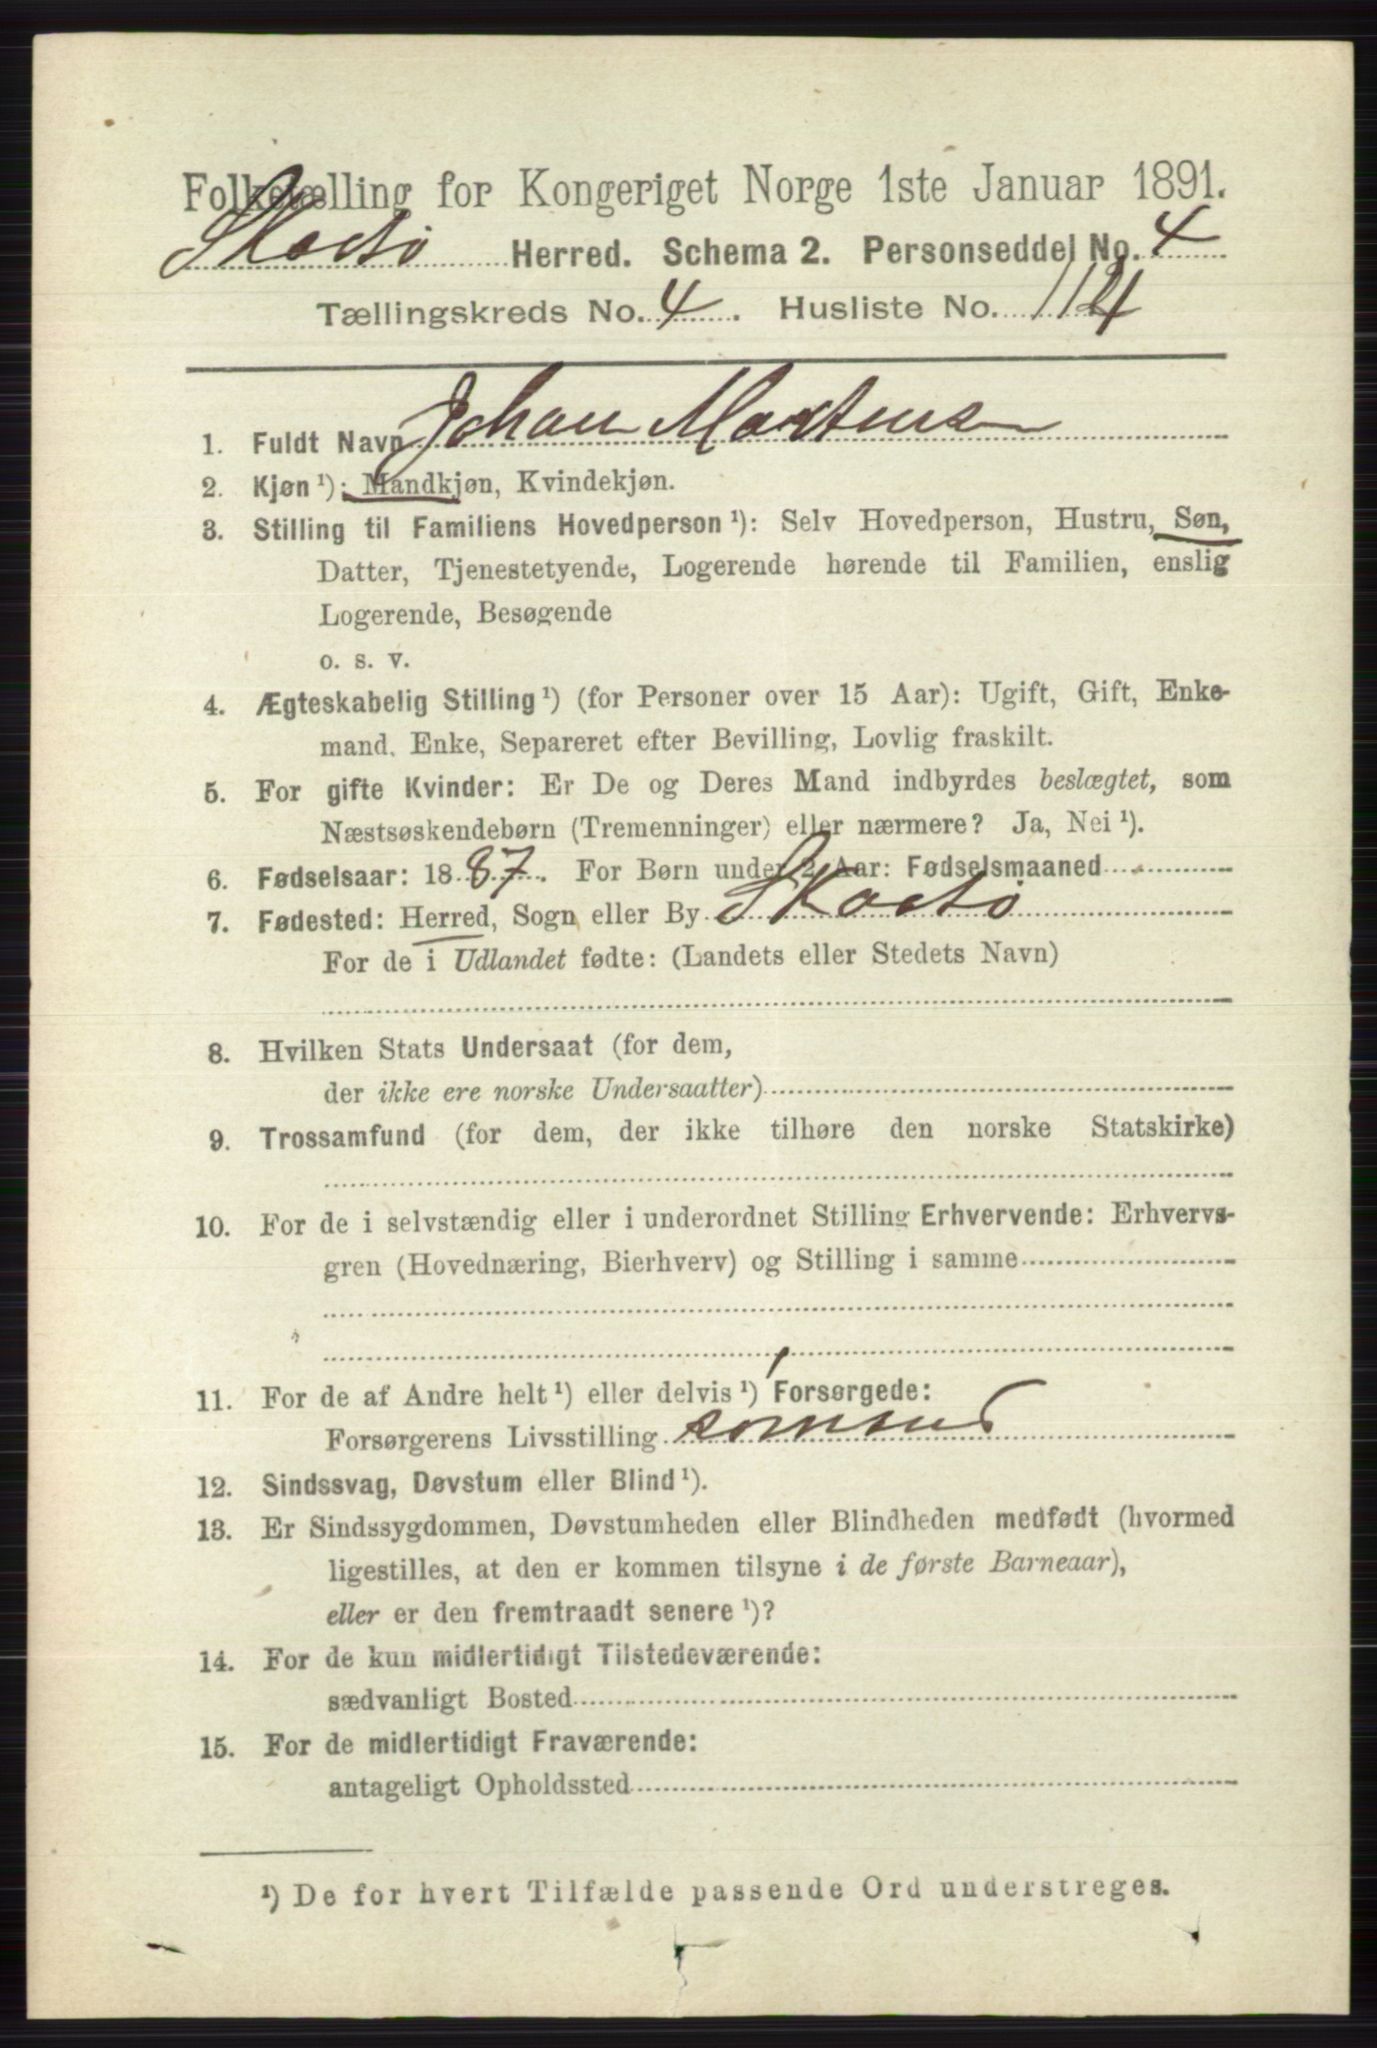 Folketælling for Kongeriget Norge 1ste Januar 1891.
Skaatø Herred. Schema 2. Personseddel No. 4
Tællingskreds No. 4. Husliste No. 114
1. Fuldt Navn Johan Martens
2. Kjøn ¹): Mandkjøn, Kvindekjøn.
3. Stilling til Familiens Hovedperson ¹): Selv Hovedperson, Hustru, Søn,
Datter, Tjenestetyende, Logerende hørende til Familien, enslig
Logerende, Besøgende
o. s. v.
4. Ægteskabelig Stilling ¹) (for Personer over 15 Aar): Ugift, Gift, Enke-
mand, Enke, Separeret efter Bevilling, Lovlig fraskilt.
5. For gifte Kvinder: Er De og Deres Mand indbyrdes beslægtet, som
Næstsøskendebørn (Tremenninger) eller nærmere? Ja, Nei ¹).
6. Fødselsaar: 1887. For Børn under 2 Aar: Fødselsmaaned
7. Fødested: Herred, Sogn eller By Skaatø
For de i Udlandet fødte: (Landets eller Stedets Navn)
8. Hvilken Stats Undersaat (for dem,
der ikke ere norske Undersaatter)
9. Trossamfund (for dem, der ikke tilhøre den norske Statskirke)
10. For de i selvstændig eller i underordnet Stilling Erhvervende: Erhvervs-
gren (Hovednæring, Bierhverv) og Stilling i samme
11. For de af Andre helt ¹) eller delvis ¹) Forsørgede:
Forsørgerens Livsstilling
12. Sindssvag, Døvstum eller Blind ¹).
13. Er Sindssygdommen, Døvstumheden eller Blindheden medfødt (hvormed
ligestilles, at den er kommen tilsyne i de første Barneaar),
eller er den fremtraadt senere ¹)?
14. For de kun midlertidigt Tilstedeværende:
sædvanligt Bosted
15. For de midlertidigt Fraværende:
antageligt Opholdssted
¹) De for hvert Tilfælde passende Ord understreges.